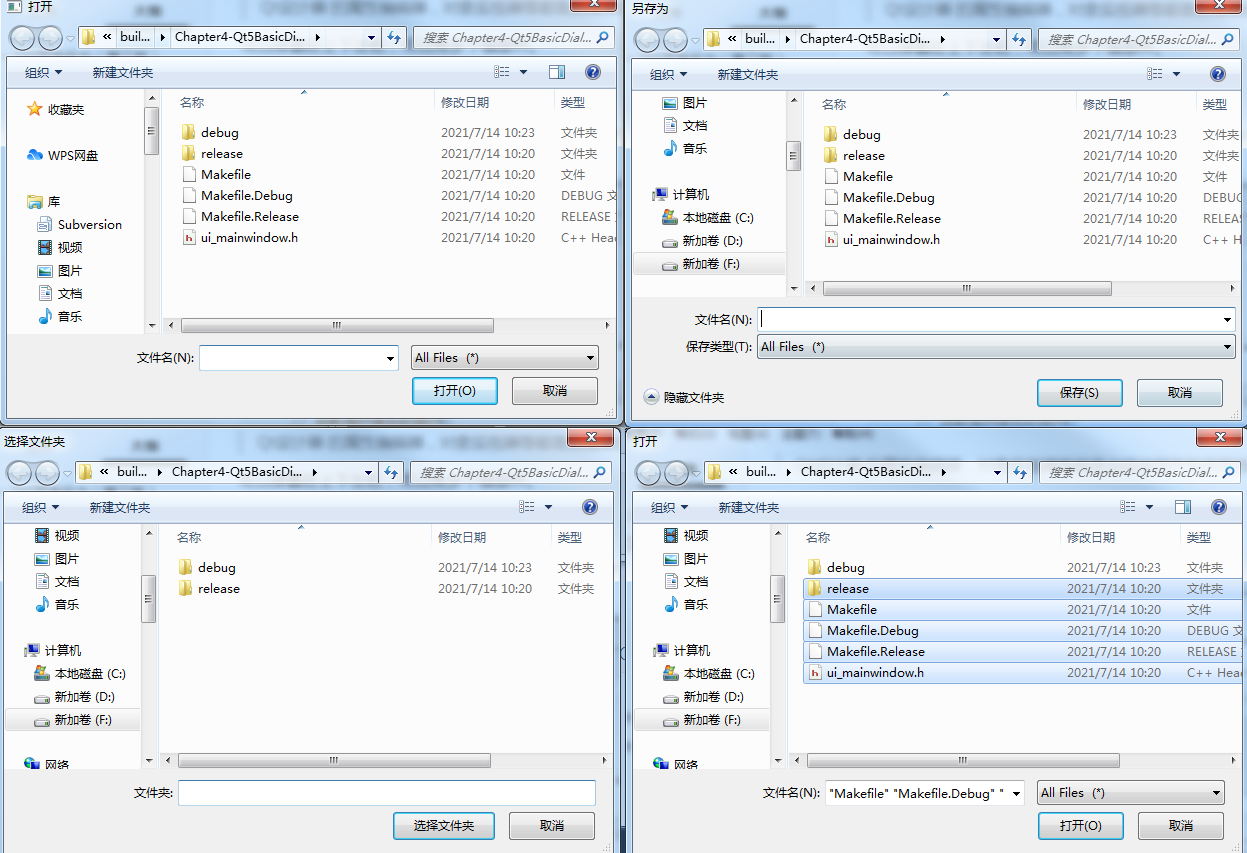 打开
« buil... Chapter4-Qt5BasicDi...
搜索 Chapter4-Qt5BasicDial...
组织 新建文件夹
收藏夹
WPS网盘
库
Subversion
视频
图片
文档
音乐
名称 修改日期 类型
debug 2021/7/14 10:23 文件夹
release 2021/7/14 10:20 文件夹
Makefile 2021/7/14 10:20 文件
Makefile.Debug 2021/7/14 10:20 DEBUG 文
Makefile.Release 2021/7/14 10:20 RELEASE
ui_mainwindow.h 2021/7/14 10:20 C++ Hea
文件名(N): All Files (*)
打开(O) 取消
另存为
« buil... Chapter4-Qt5BasicDi...
搜索 Chapter4-Qt5BasicDial...
组织 新建文件夹
图片
文档
音乐
计算机
本地磁盘 (C:)
新加卷 (D:)
新加卷 (F:)
名称 修改日期 类型
debug 2021/7/14 10:23 文件夹
release 2021/7/14 10:20 文件夹
Makefile 2021/7/14 10:20 文件
Makefile.Debug 2021/7/14 10:20 DEBUG
Makefile.Release 2021/7/14 10:20 RELEA
ui_mainwindow.h 2021/7/14 10:20 C++ H
文件名(N):
保存类型(T): All Files (*)
隐藏文件夹 保存(S) 取消
选择文件夹
« buil... Chapter4-Qt5BasicDi...
搜索 Chapter4-Qt5BasicDial...
组织 新建文件夹
视频
图片
文档
音乐
计算机
本地磁盘 (C:)
新加卷 (D:)
新加卷 (F:)
网络
名称 修改日期 类型
debug 2021/7/14 10:23 文件夹
release 2021/7/14 10:20 文件夹
文件夹:
选择文件夹 取消
打开
« buil... Chapter4-Qt5BasicDi...
搜索 Chapter4-Qt5BasicDial...
组织 新建文件夹
视频
图片
文档
音乐
计算机
本地磁盘 (C:)
新加卷 (D:)
新加卷 (F:)
网络
名称 修改日期 类型
debug 2021/7/14 10:23 文件夹
release 2021/7/14 10:20 文件夹
Makefile 2021/7/14 10:20 文件
Makefile.Debug 2021/7/14 10:20 DEBUG 文
Makefile.Release 2021/7/14 10:20 RELEASE
ui_mainwindow.h 2021/7/14 10:20 C++ Head
文件名(N): "Makefile" "Makefile.Debug" " All Files (*)
打开(O) 取消